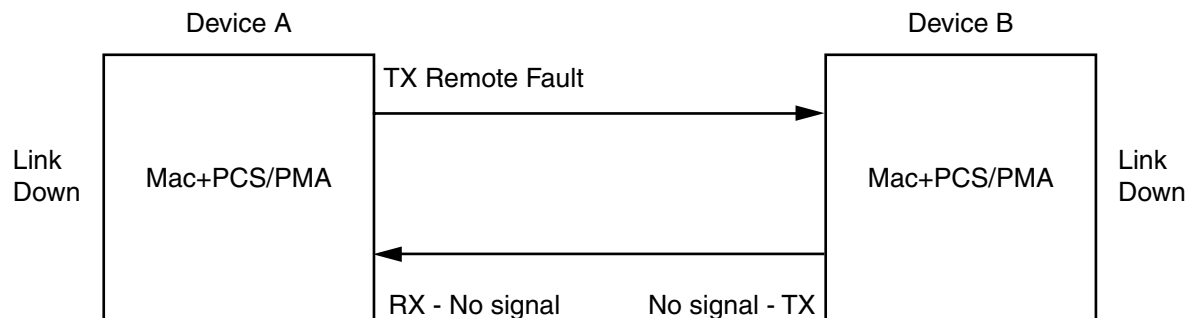 Device A
Device B
TX Remote Fault
Link
Down
Mac+PCS/PMA
Mac+PCS/PMA
Link
Down
RX - No signal
No signal - TX